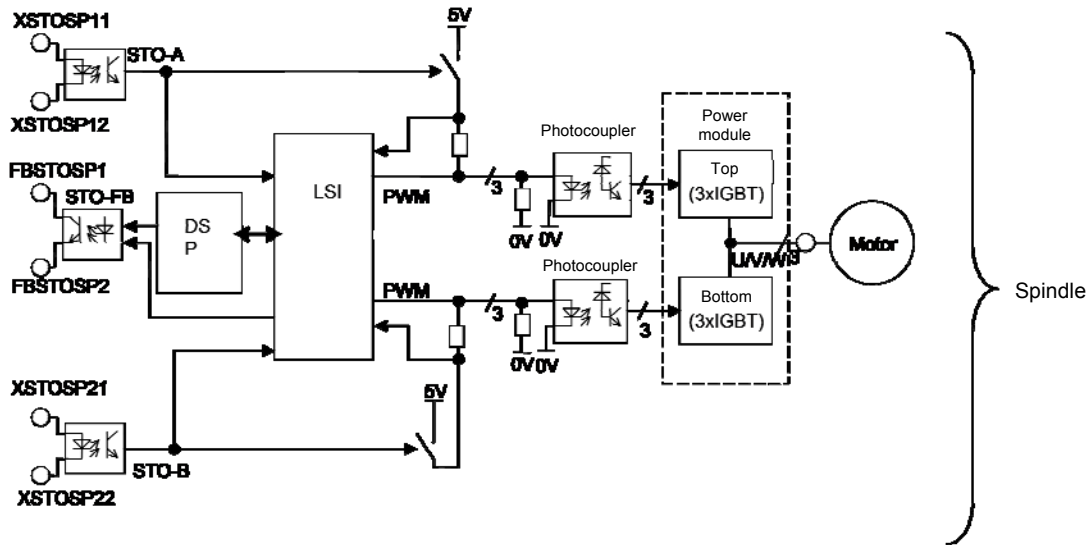 XSTOSP11
5V
STO-A
XSTOSP12
Photocoupler
Power
module
FBSTOSP1
STO-FB
LSI
Top
(3xIGBT)
PWM
3
3
DS
P
0V
0V
U/V/W
3
Motor
FBSTOSP2
Photocoupler
Spindle
PWM
Bottom
(3xIGBT)
3
3
0V
0V
XSTOSP21
5V
STO-B
XSTOSP22